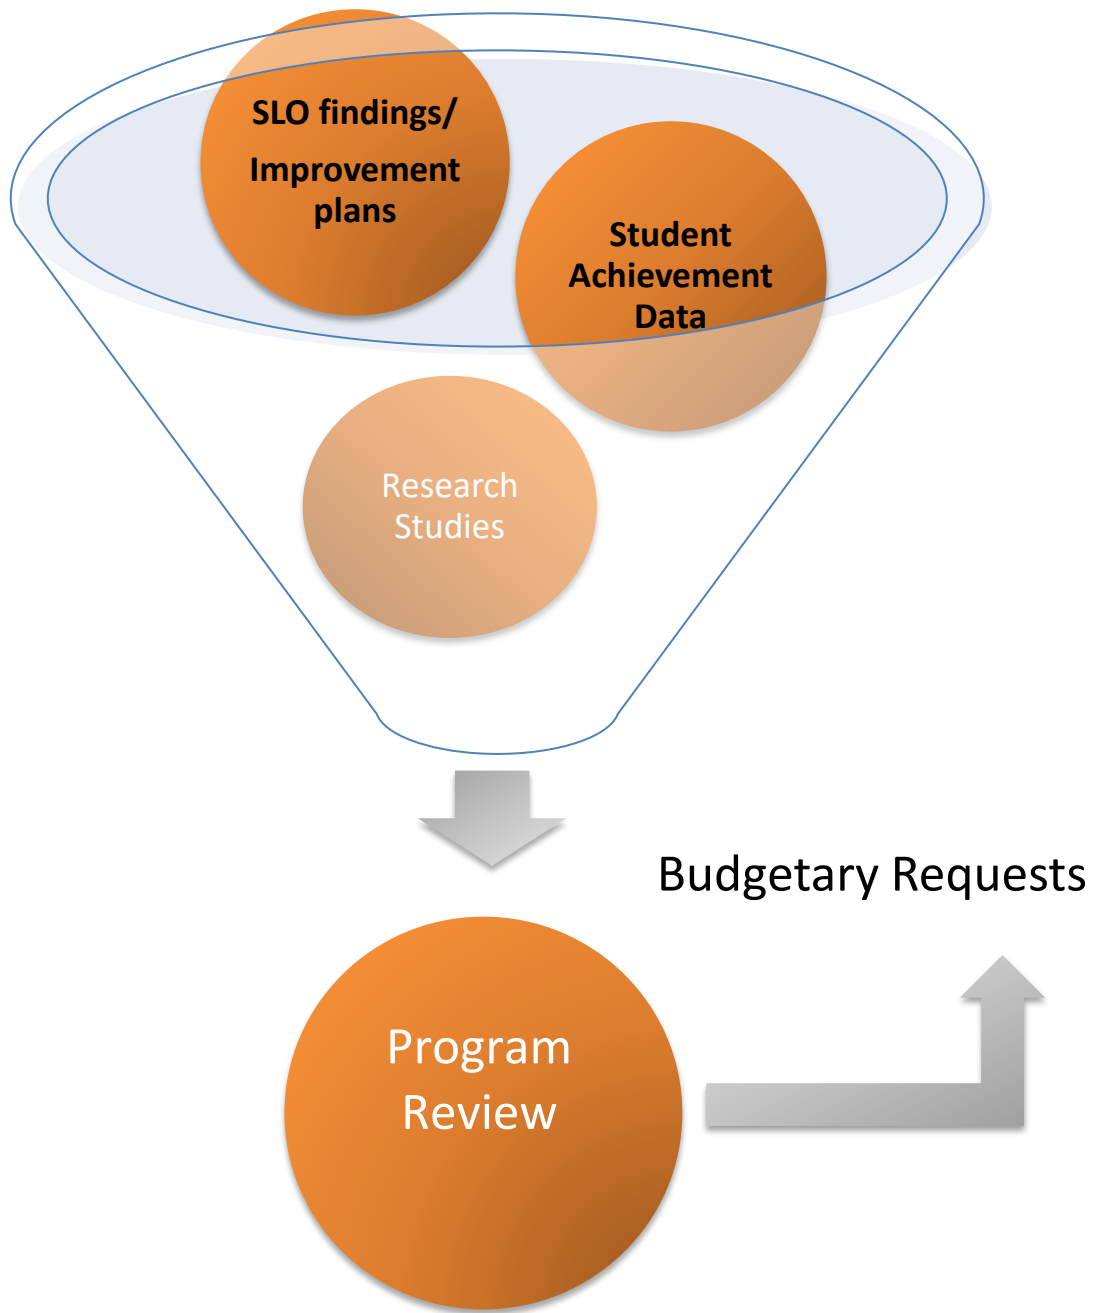 SLO findings/
Improvement
plans
Student
Achievement
Data
Research
Studies
Budgetary Requests
Program
Review